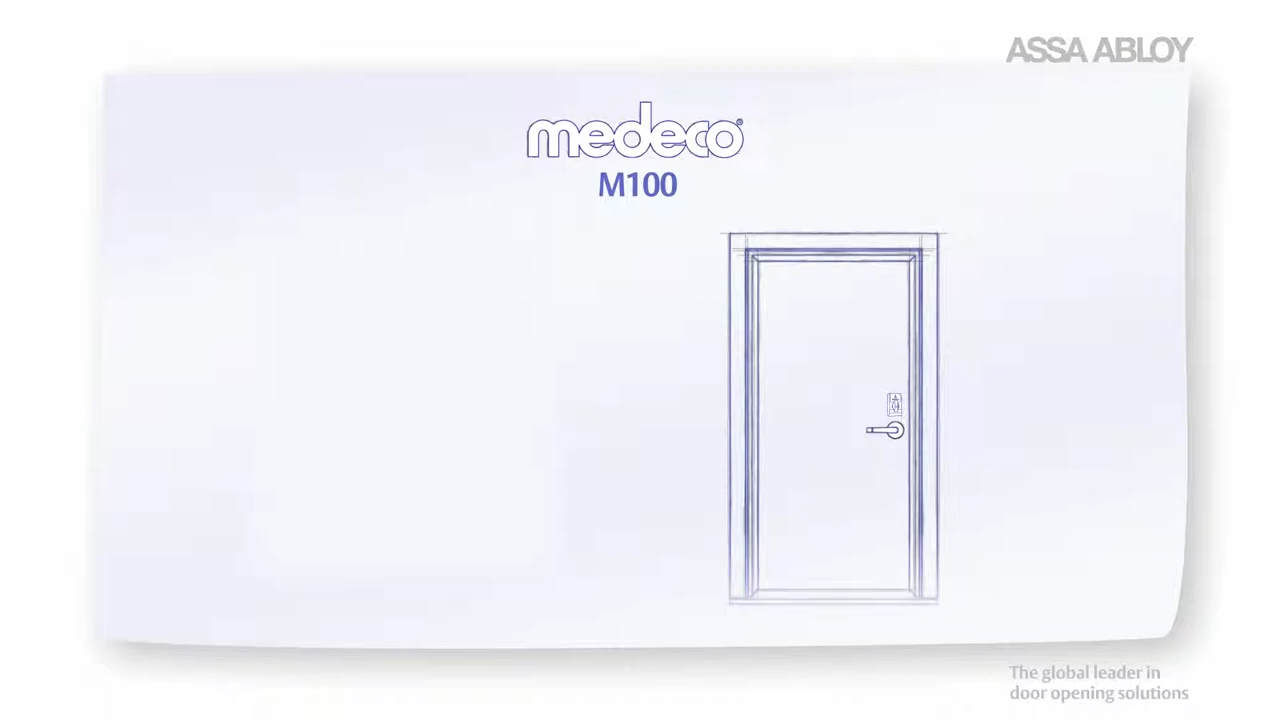 ASSA ABLOY
medeco®
M100
The global leader in
door opening solutions